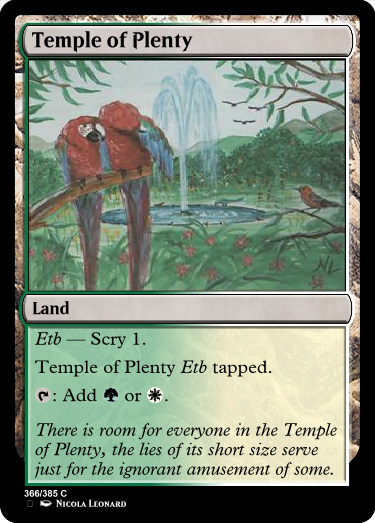 Temple of Plenty
NL
Land
Etb — Scry 1.
Temple of Plenty Etb tapped.
: Add or .
There is room for everyone in the Temple
of Plenty, the lies of its short size serve
just for the ignorant amusement of some.
366/385 C
Nicola Leonard